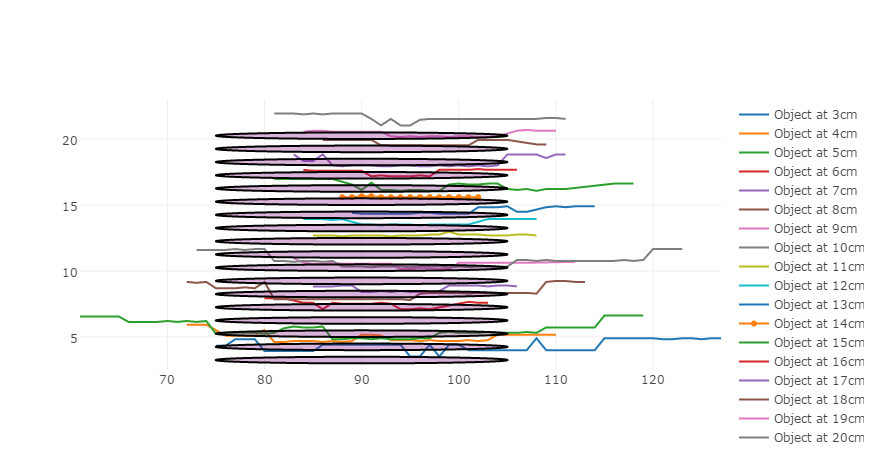 Object at 3cm
Object at 4cm
Object at 5cm
Object at 6cm
Object at 7cm
Object at 8cm
Object at 9cm
Object at 10cm
Object at 11cm
Object at 12cm
Object at 13cm
Object at 14cm
Object at 15cm
Object at 16cm
Object at 17cm
Object at 18cm
Object at 19cm
Object at 20cm
20
15
10
5
70 80 90 100 110 120